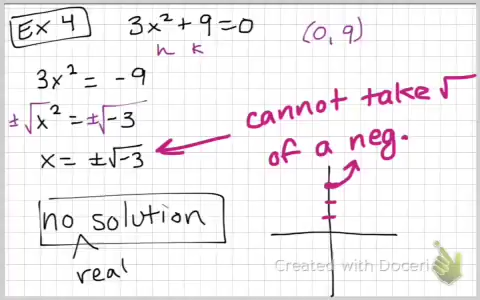 Ex 4
3x² + 9 = 0
(0, 9)
h k
3x² = -9
±√x² = ±√-3
x = ±√-3
cannot take √
of a neg.
no solution
real
Created with Doceri